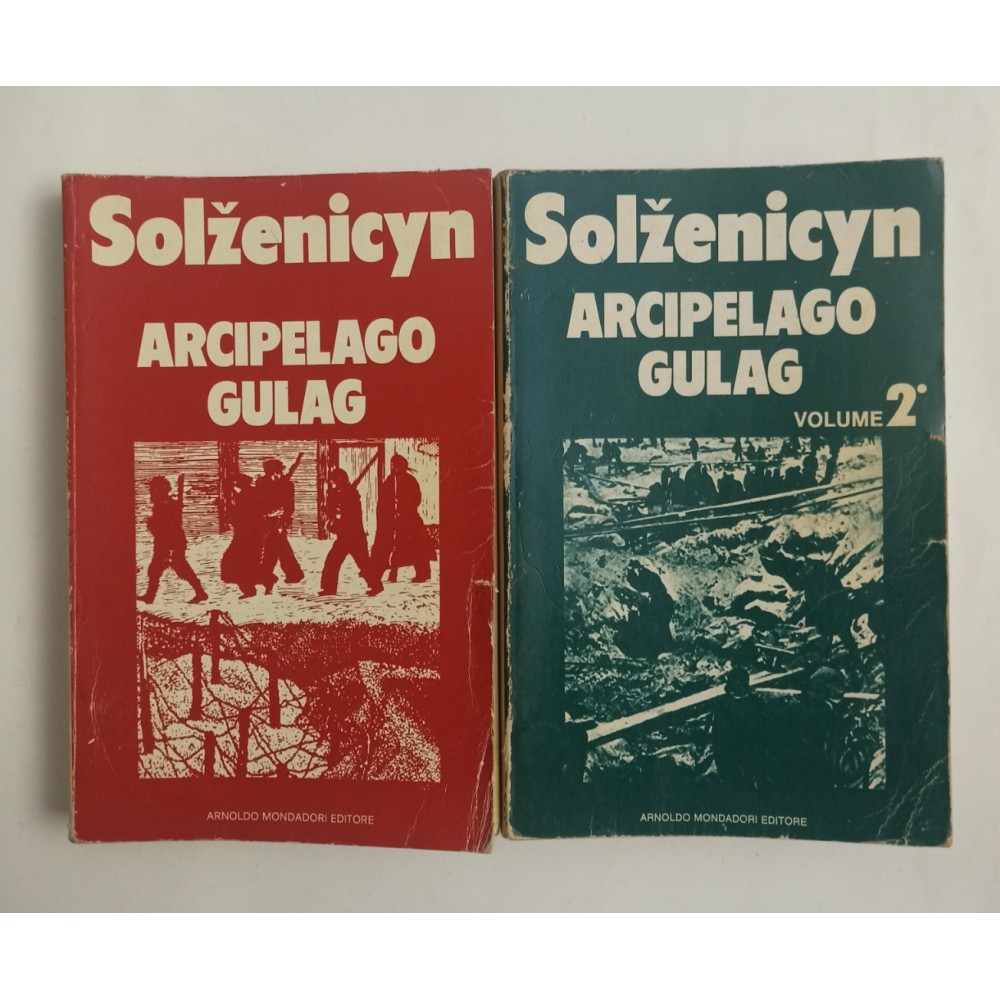 Solženicyn
ARCIPELAGO
GULAG
ARNOLDO MONDADORI EDITORE
Solženicyn
ARCIPELAGO
GULAG
VOLUME 2°
ARNOLDO MONDADORI EDITORE